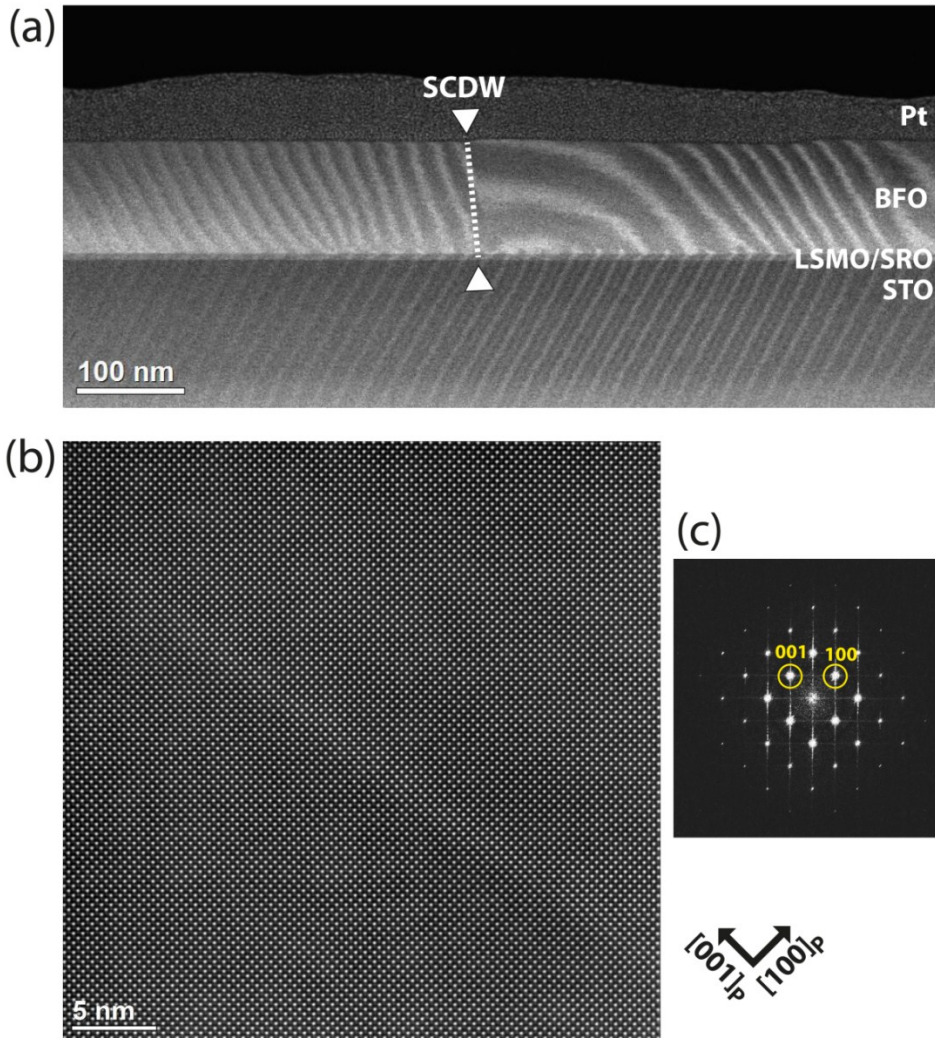 (a)
SCDW
Pt
BFO
LSMO/SRO
STO
100 nm
(b)
5 nm
(c)
001
100
[001]P
[100]P